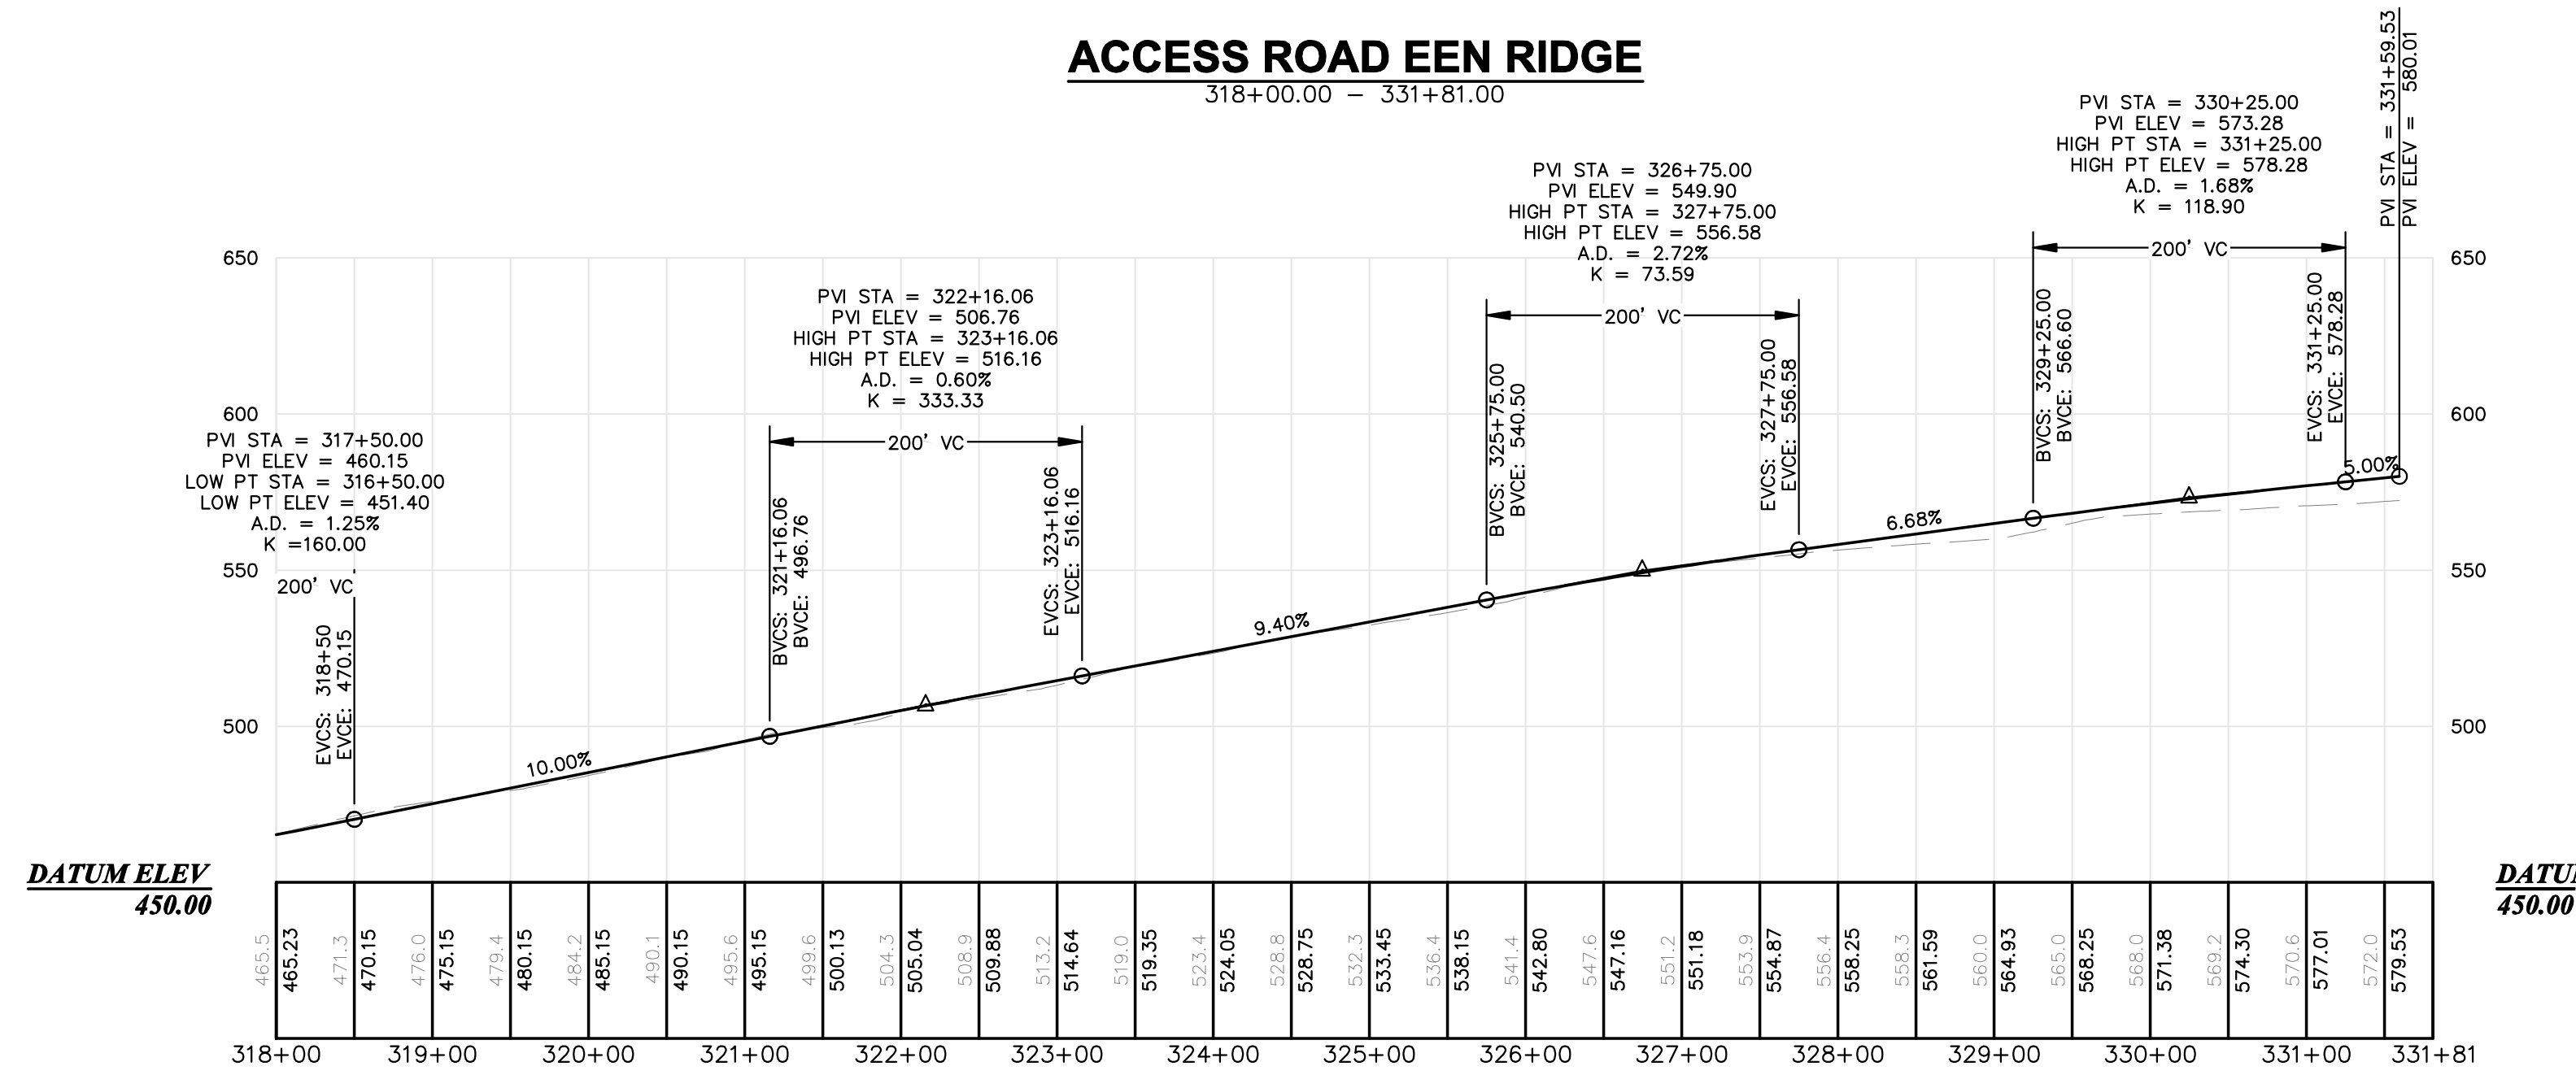 ACCESS ROAD EEN RIDGE
318+00.00 – 331+81.00
PVI STA = 317+50.00
PVI ELEV = 460.15
LOW PT STA = 316+50.00
LOW PT ELEV = 451.40
A.D. = 1.25%
K =160.00
200' VC
EVCS: 318+50
EVCE: 470.15
PVI STA = 322+16.06
PVI ELEV = 506.76
HIGH PT STA = 323+16.06
HIGH PT ELEV = 516.16
A.D. = 0.60%
K = 333.33
200' VC
BVCS: 321+16.06
BVCE: 496.76
EVCS: 323+16.06
EVCE: 516.16
PVI STA = 326+75.00
PVI ELEV = 549.90
HIGH PT STA = 327+75.00
HIGH PT ELEV = 556.58
A.D. = 2.72%
K = 73.59
200' VC
BVCS: 325+75.00
BVCE: 540.50
EVCS: 327+75.00
EVCE: 556.58
PVI STA = 330+25.00
PVI ELEV = 573.28
HIGH PT STA = 331+25.00
HIGH PT ELEV = 578.28
A.D. = 1.68%
K = 118.90
200' VC
BVCS: 329+25.00
BVCE: 566.60
EVCS: 331+25.00
EVCE: 578.28
PVI STA = 331+59.53
PVI ELEV = 580.01
650
600
550
500
650
600
550
500
10.00%
9.40%
6.68%
5.00%
DATUM ELEV
450.00
DATU
450.00
465.5
465.23
471.3
470.15
476.0
475.15
479.4
480.15
484.2
485.15
490.1
490.15
495.6
495.15
499.6
500.13
504.3
505.04
508.9
509.88
513.2
514.64
519.0
519.35
523.4
524.05
528.8
528.75
532.3
533.45
536.4
538.15
541.4
542.80
547.6
547.16
551.2
551.18
553.9
554.87
556.4
558.25
558.3
561.59
560.0
564.93
565.0
568.25
568.0
571.38
569.2
574.30
570.6
577.01
572.0
579.53
318+00 319+00 320+00 321+00 322+00 323+00 324+00 325+00 326+00 327+00 328+00 329+00 330+00 331+00 331+81